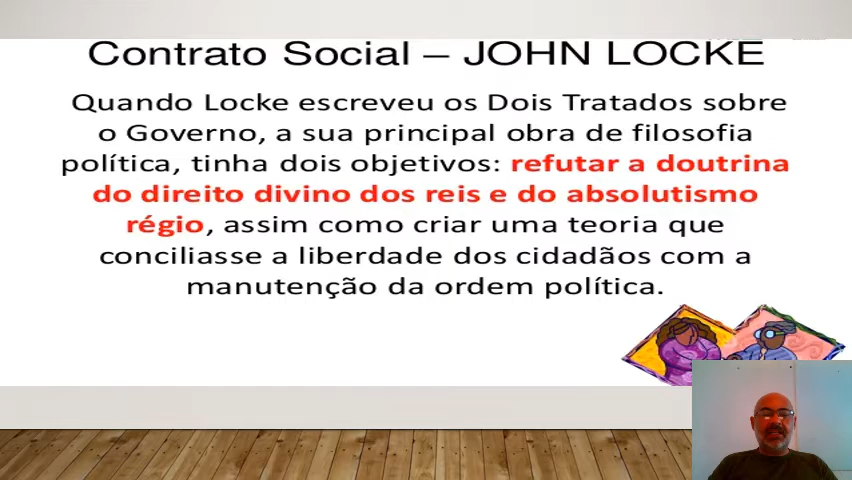 Contrato Social – JOHN LOCKE
Quando Locke escreveu os Dois Tratados sobre
o Governo, a sua principal obra de filosofia
política, tinha dois objetivos: refutar a doutrina
do direito divino dos reis e do absolutismo
régio, assim como criar uma teoria que
conciliasse a liberdade dos cidadãos com a
manutenção da ordem política.